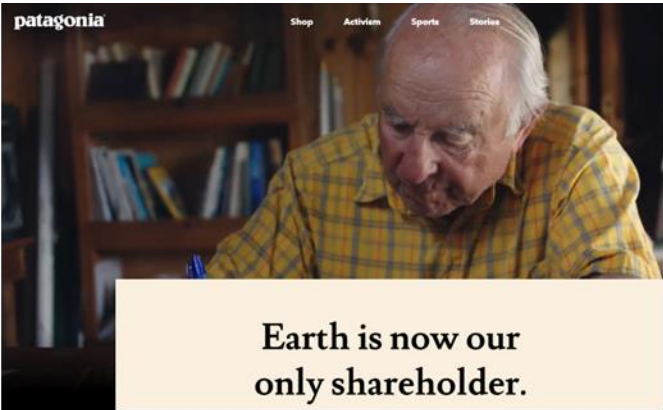 patagonia
Shop Activism Sports Stories
Earth is now our
only shareholder.